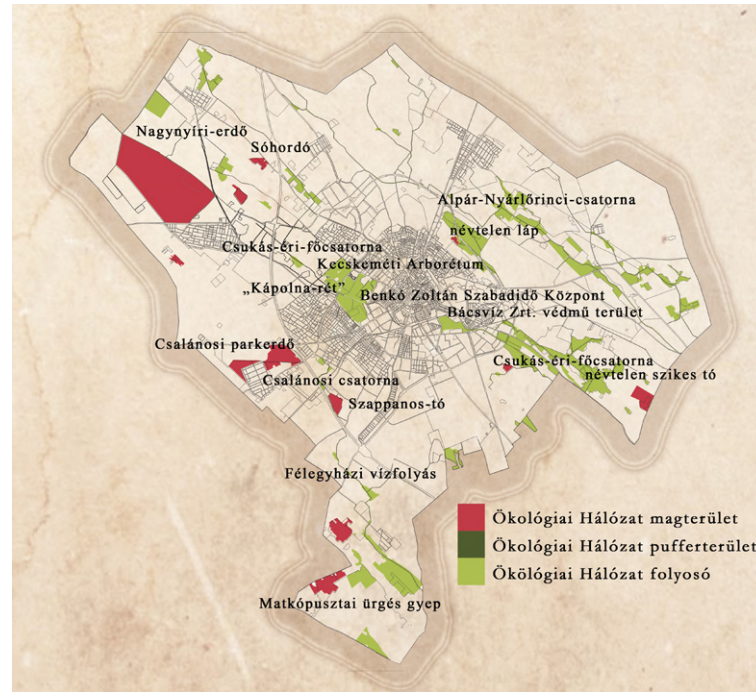 Nagynyíri-erdő
Sóhordó
Alpár-Nyárlőrinci-csatorna
névtelen láp
Csukás-éri-főcsatorna
Kecskeméti Arborétum
„Kápolna-rét”
Benkó Zoltán Szabadidő Központ
Bácsvíz Zrt. védmű terület
Csalánosi parkerdő
Csukás-éri-főcsatorna
névtelen szikes tó
Csalánosi csatorna
Szappanos-tó
Félegyházi vízfolyás
Ökológiai Hálózat magterület
Ökológiai Hálózat pufferterület
Ökölógiai Hálózat folyosó
Matkópusztai ürgés gyep